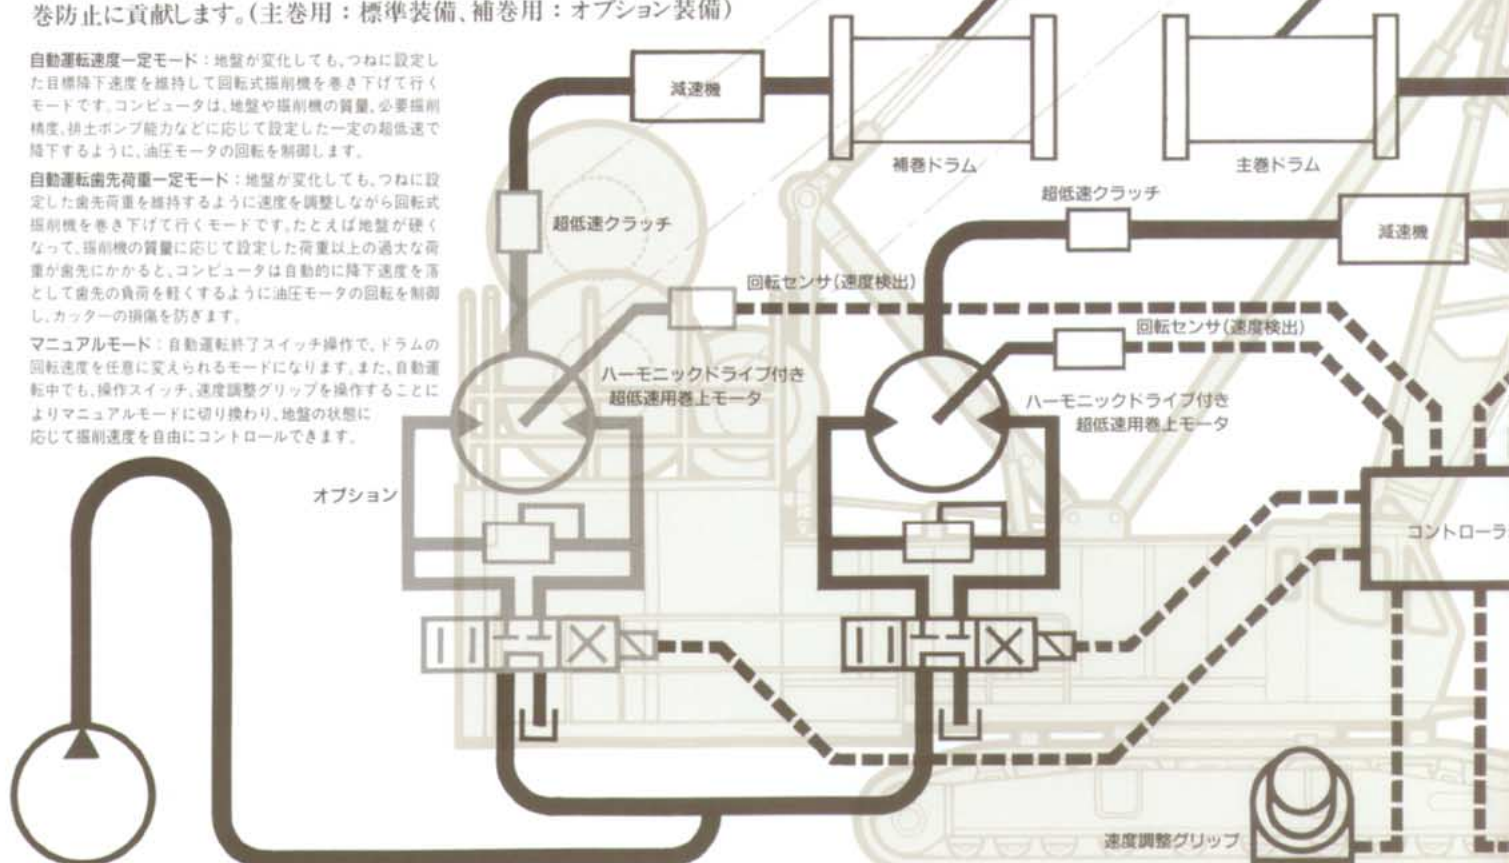 巻防止に貢献します。(主巻用：標準装備、補巻用：オプション装備)
自動運転速度一定モード：地盤が変化しても、つねに設定し
た目標降下速度を維持して回転式掘削機を巻き下げて行く
モードです。コンピュータは、地盤や掘削機の質量、必要掘削
精度、排土ポンプ能力などに応じて設定した一定の超低速で
降下するように、油圧モータの回転を制御します。
自動運転歯先荷重一定モード：地盤が変化しても、つねに設
定した歯先荷重を維持するように速度を調整しながら回転式
掘削機を巻き下げて行くモードです。たとえば地盤が硬く
なって、掘削機の質量に応じて設定した荷重以上の過大な荷
重が歯先にかかると、コンピュータは自動的に降下速度を落
として歯先の負荷を軽くするように油圧モータの回転を制御
し、カッターの損傷を防ぎます。
マニュアルモード：自動運転終了スイッチ操作で、ドラムの
回転速度を任意に変えられるモードになります。また、自動運
転中でも、操作スイッチ、速度調整グリップを操作することに
よりマニュアルモードに切り換わり、地盤の状態に
応じて掘削速度を自由にコントロールできます。
減速機
補巻ドラム
主巻ドラム
超低速クラッチ
超低速クラッチ
減速機
回転センサ(速度検出)
回転センサ(速度検出)
ハーモニックドライブ付き
超低速用巻上モータ
ハーモニックドライブ付き
超低速用巻上モータ
オプション
コントローラ
速度調整グリップ